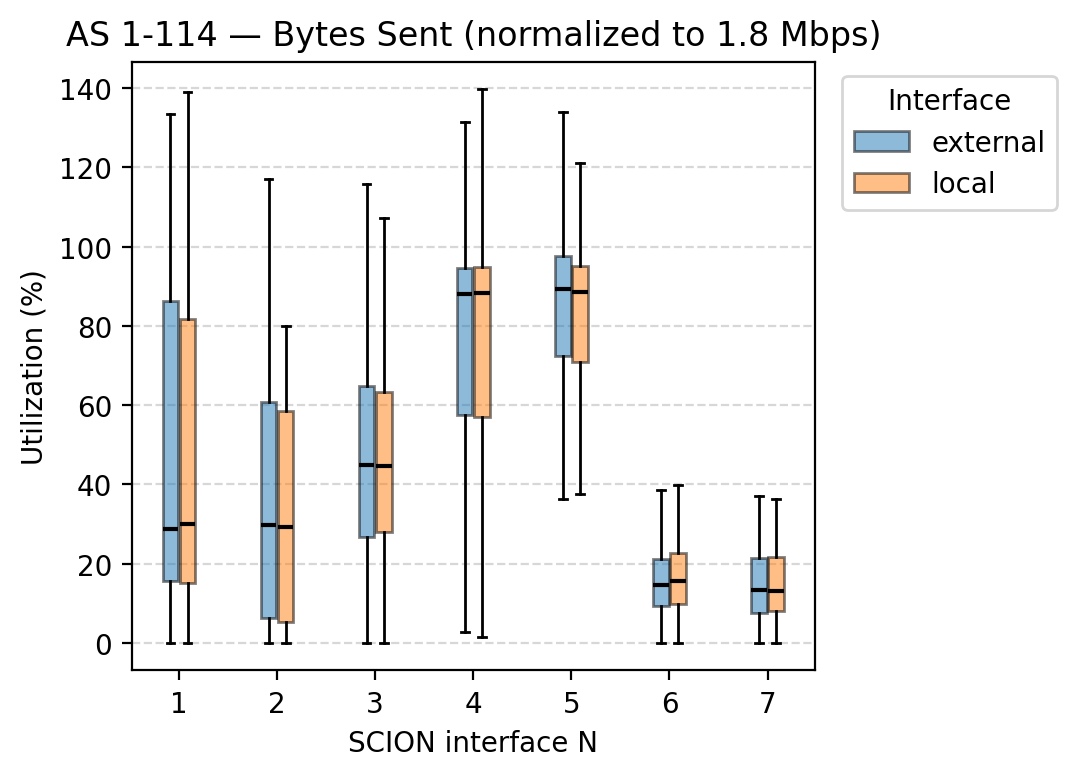 AS 1-114 — Bytes Sent (normalized to 1.8 Mbps)
Utilization (%)
140
120
100
80
60
40
20
0
1 2 3 4 5 6 7
SCION interface N
Interface
external
local